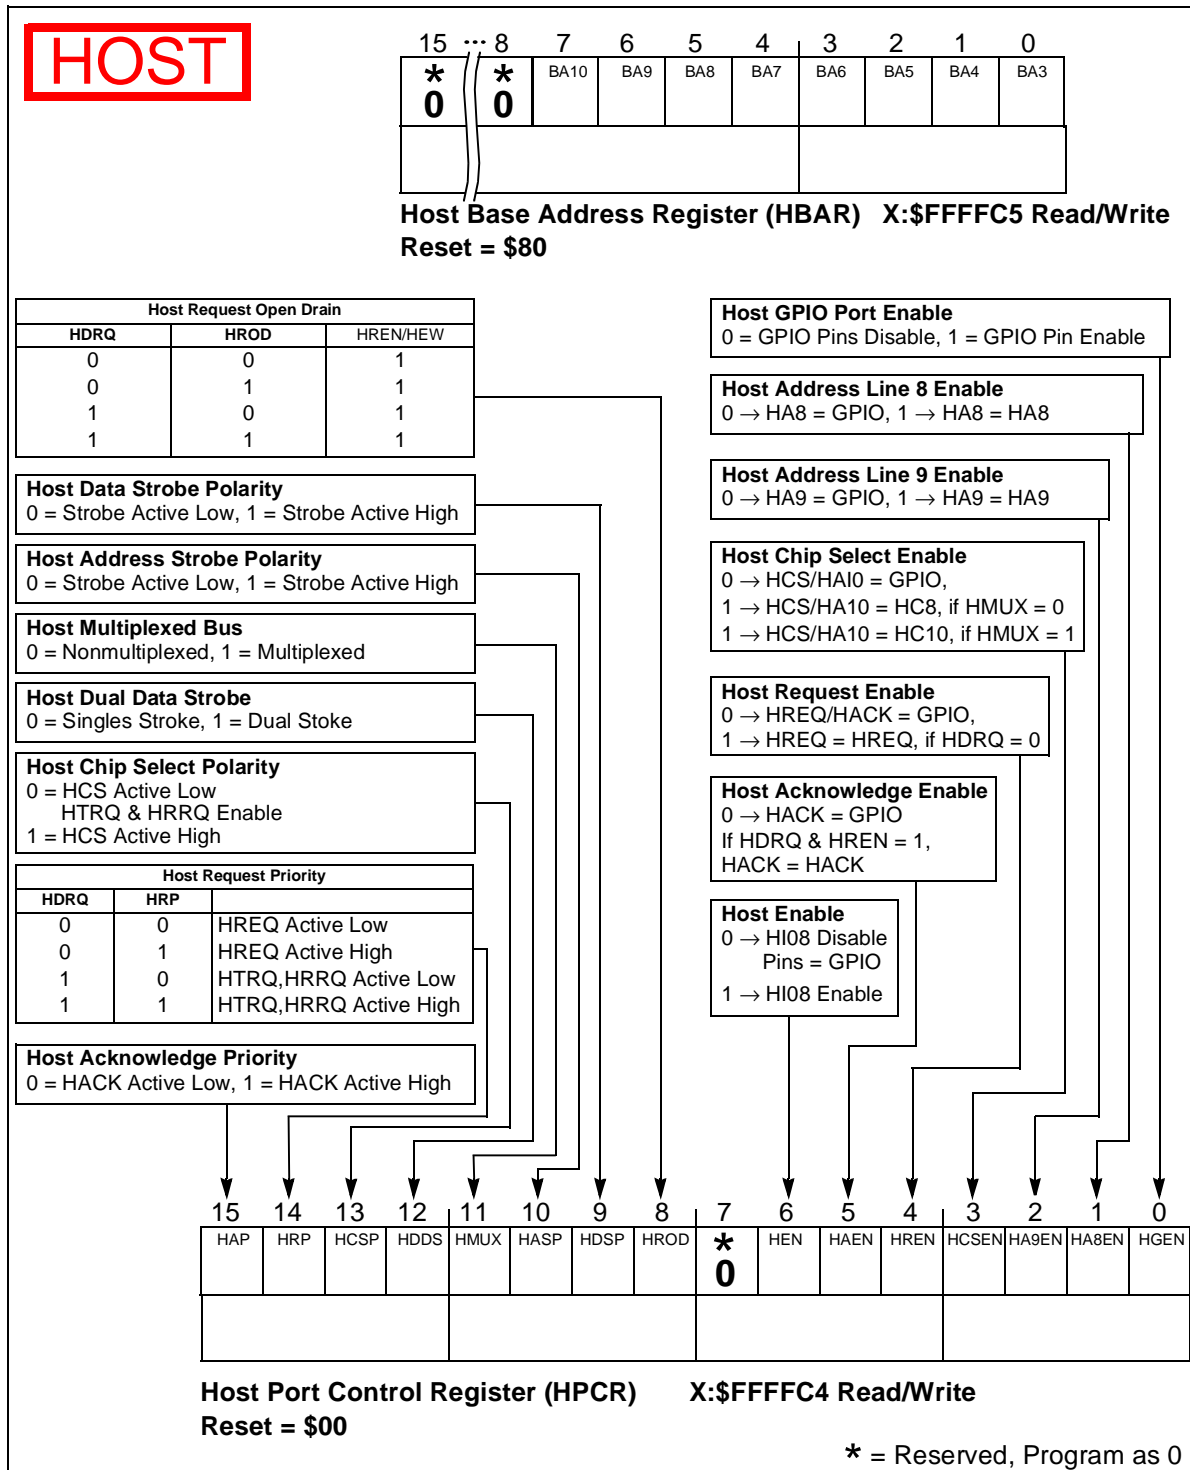 HOST
15 ... 8 7 6 5 4 3 2 1 0
* * BA10 BA9 BA8 BA7 BA6 BA5 BA4 BA3
0 0
Host Base Address Register (HBAR) X:$FFFFC5 Read/Write
Reset = $80
Host Request Open Drain
HDRQ HROD HREN/HEW
0 0 1
0 1 1
1 0 1
1 1 1
Host Data Strobe Polarity
0 = Strobe Active Low, 1 = Strobe Active High
Host Address Strobe Polarity
0 = Strobe Active Low, 1 = Strobe Active High
Host Multiplexed Bus
0 = Nonmultiplexed, 1 = Multiplexed
Host Dual Data Strobe
0 = Singles Stroke, 1 = Dual Stoke
Host Chip Select Polarity
0 = HCS Active Low
HTRQ & HRRQ Enable
1 = HCS Active High
Host Request Priority
HDRQ HRP
0 0 HREQ Active Low
0 1 HREQ Active High
1 0 HTRQ,HRRQ Active Low
1 1 HTRQ,HRRQ Active High
Host Acknowledge Priority
0 = HACK Active Low, 1 = HACK Active High
Host GPIO Port Enable
0 = GPIO Pins Disable, 1 = GPIO Pin Enable
Host Address Line 8 Enable
0 → HA8 = GPIO, 1 → HA8 = HA8
Host Address Line 9 Enable
0 → HA9 = GPIO, 1 → HA9 = HA9
Host Chip Select Enable
0 → HCS/HAI0 = GPIO,
1 → HCS/HA10 = HC8, if HMUX = 0
1 → HCS/HA10 = HC10, if HMUX = 1
Host Request Enable
0 → HREQ/HACK = GPIO,
1 → HREQ = HREQ, if HDRQ = 0
Host Acknowledge Enable
0 → HACK = GPIO
If HDRQ & HREN = 1,
HACK = HACK
Host Enable
0 → HI08 Disable
Pins = GPIO
1 → HI08 Enable
15 14 13 12 11 10 9 8 7 6 5 4 3 2 1 0
HAP HRP HCSP HDDS HMUX HASP HDSP HROD * HEN HAEN HREN HCSEN HA9EN HA8EN HGEN
0
Host Port Control Register (HPCR) X:$FFFFC4 Read/Write
Reset = $00
* = Reserved, Program as 0